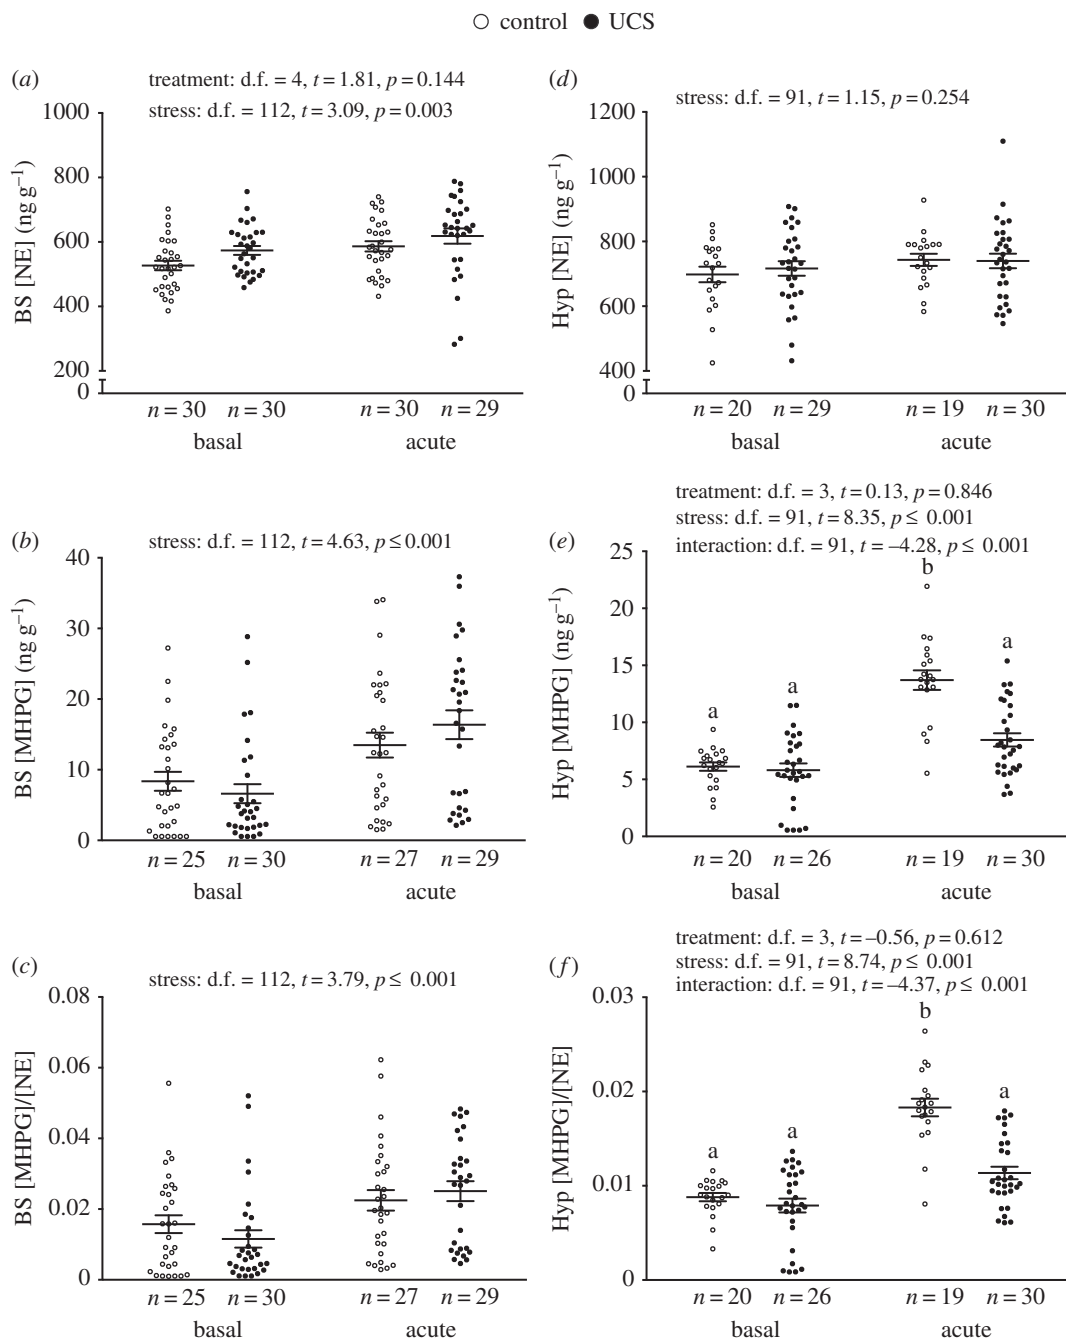 ○ control ● UCS
(a)
treatment: d.f. = 4, t = 1.81, p = 0.144
stress: d.f. = 112, t = 3.09, p = 0.003
BS [NE] (ng g⁻¹)
1000
800
600
400
200
0
n = 30 n = 30 n = 30 n = 29
basal acute
(d)
stress: d.f. = 91, t = 1.15, p = 0.254
Hyp [NE] (ng g⁻¹)
1200
1000
800
600
400
0
n = 20 n = 29 n = 19 n = 30
basal acute
(b)
stress: d.f. = 112, t = 4.63, p ≤ 0.001
BS [MHPG] (ng g⁻¹)
40
30
20
10
0
n = 25 n = 30 n = 27 n = 29
basal acute
(e)
treatment: d.f. = 3, t = 0.13, p = 0.846
stress: d.f. = 91, t = 8.35, p ≤ 0.001
interaction: d.f. = 91, t = –4.28, p ≤ 0.001
Hyp [MHPG] (ng g⁻¹)
25
20
15
10
5
0
a a b a
n = 20 n = 26 n = 19 n = 30
basal acute
(c)
stress: d.f. = 112, t = 3.79, p ≤ 0.001
BS [MHPG]/[NE]
0.08
0.06
0.04
0.02
0
n = 25 n = 30 n = 27 n = 29
basal acute
(f)
treatment: d.f. = 3, t = –0.56, p = 0.612
stress: d.f. = 91, t = 8.74, p ≤ 0.001
interaction: d.f. = 91, t = –4.37, p ≤ 0.001
Hyp [MHPG]/[NE]
0.03
0.02
0.01
0
a a b a
n = 20 n = 26 n = 19 n = 30
basal acute